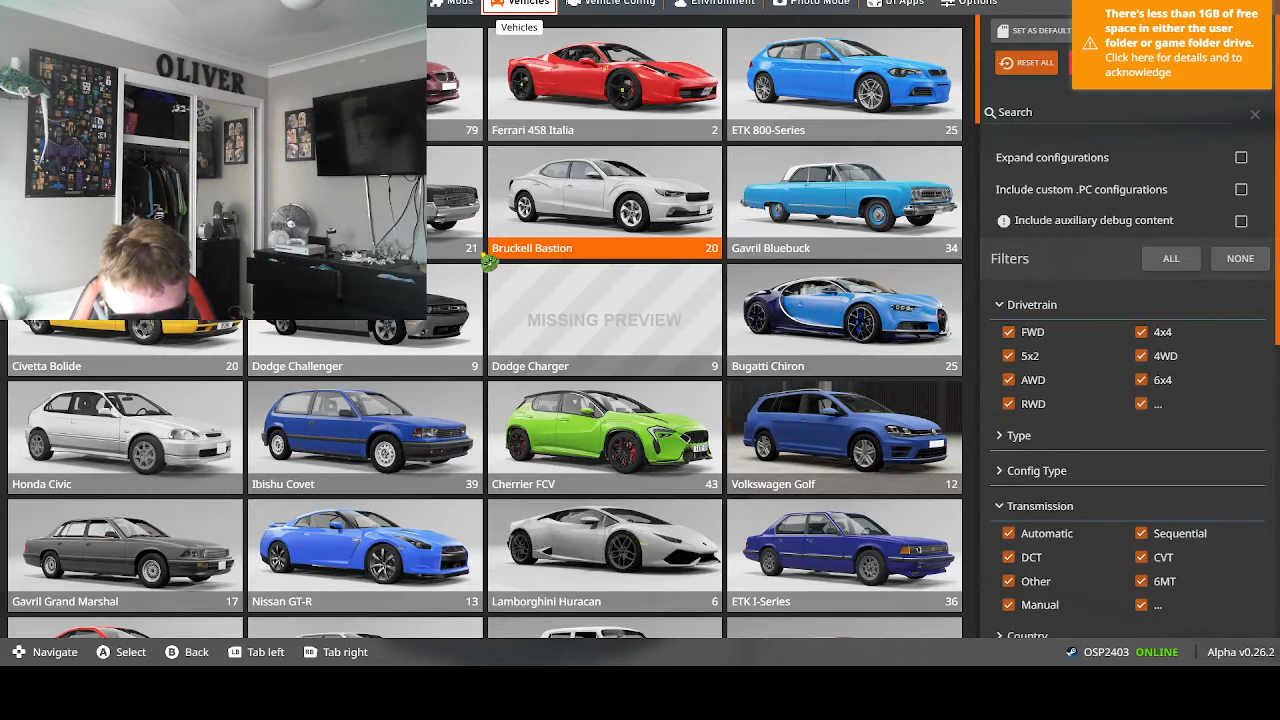 Mods
Vehicles
Vehicle Config
Environment
Photo Mode
UI Apps
Options
Vehicles
There's less than 1GB of free
space in either the user
folder or game folder drive.
Click here for details and to
acknowledge
SET AS DEFAULT
RESET ALL
OLIVER
79
Ferrari 458 Italia 2
ETK 800-Series 25
21
Bruckell Bastion 20
Gavril Bluebuck 34
Civetta Bolide 20
Dodge Challenger 9
MISSING PREVIEW
Dodge Charger 9
Bugatti Chiron 25
Honda Civic 4
Ibishu Covet 39
Cherrier FCV 43
Volkswagen Golf 12
Gavril Grand Marshal 17
Nissan GT-R 13
Lamborghini Huracan 6
ETK I-Series 36
Search
Expand configurations
Include custom .PC configurations
Include auxiliary debug content
Filters ALL NONE
Drivetrain
FWD 4x4
5x2 4WD
AWD 6x4
RWD ...
Type
Config Type
Transmission
Automatic Sequential
DCT CVT
Other 6MT
Manual ...
Country
Navigate A Select B Back LB Tab left RB Tab right
OSP2403 ONLINE Alpha v0.26.2